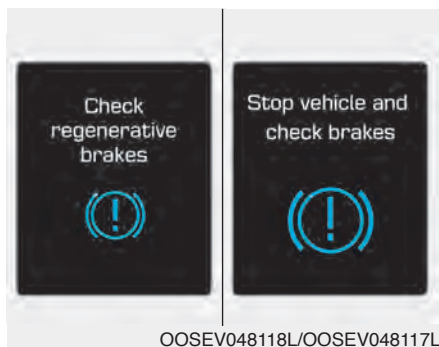 Check
regenerative
brakes
Stop vehicle and
check brakes
OOSEV048118L/OOSEV048117L